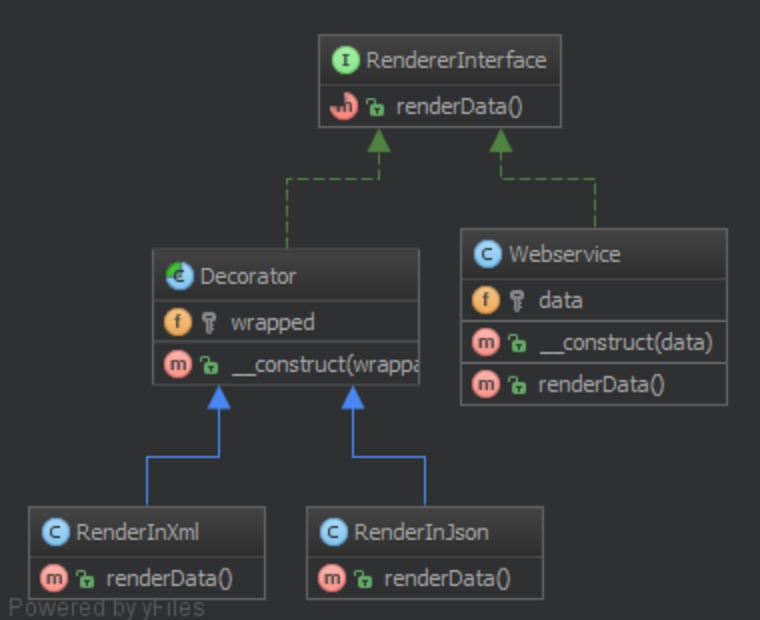 RendererInterface
renderData()
Decorator
wrapped
__construct(wrappa
Webservice
data
__construct(data)
renderData()
RenderInXml
renderData()
RenderInJson
renderData()
Powered by yFiles